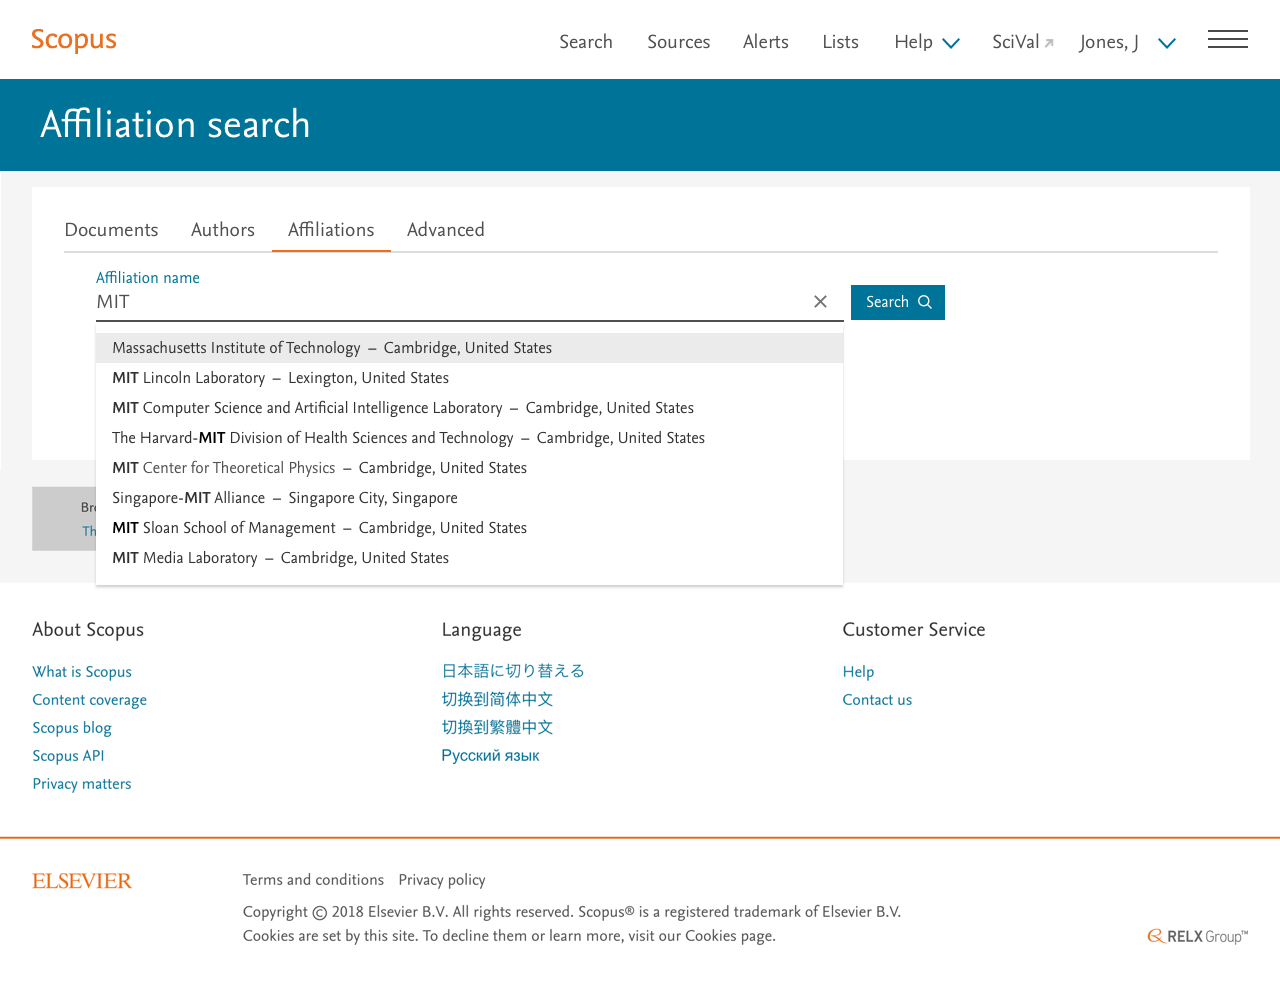 Scopus
Search Sources Alerts Lists Help SciVal Jones, J
Affiliation search
Documents Authors Affiliations Advanced
Affiliation name
MIT
Search
Massachusetts Institute of Technology – Cambridge, United States
MIT Lincoln Laboratory – Lexington, United States
MIT Computer Science and Artificial Intelligence Laboratory – Cambridge, United States
The Harvard-MIT Division of Health Sciences and Technology – Cambridge, United States
MIT Center for Theoretical Physics – Cambridge, United States
Singapore-MIT Alliance – Singapore City, Singapore
MIT Sloan School of Management – Cambridge, United States
MIT Media Laboratory – Cambridge, United States
About Scopus
What is Scopus
Content coverage
Scopus blog
Scopus API
Privacy matters
Language
日本語に切り替える
切換到简体中文
切換到繁體中文
Русский язык
Customer Service
Help
Contact us
ELSEVIER
Terms and conditions Privacy policy
Copyright © 2018 Elsevier B.V. All rights reserved. Scopus® is a registered trademark of Elsevier B.V.
Cookies are set by this site. To decline them or learn more, visit our Cookies page.
RELX Group™